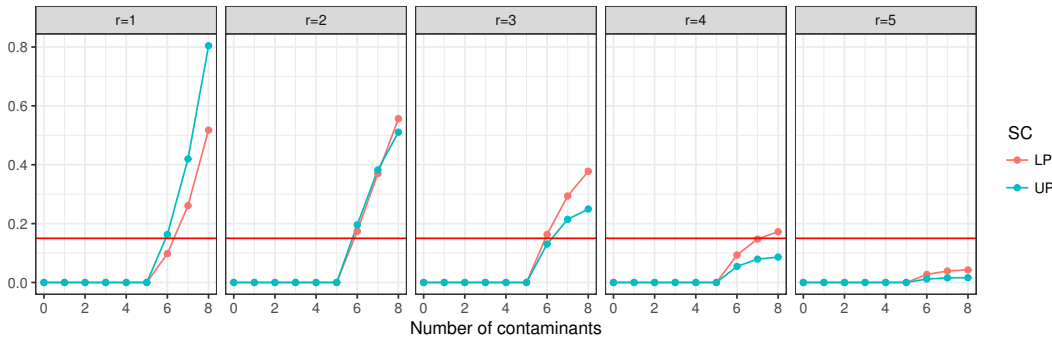 r=1 r=2 r=3 r=4 r=5
0.8
0.6
0.4
0.2
0.0
0 2 4 6 8 0 2 4 6 8 0 2 4 6 8 0 2 4 6 8 0 2 4 6 8
Number of contaminants
SC
LP
UP